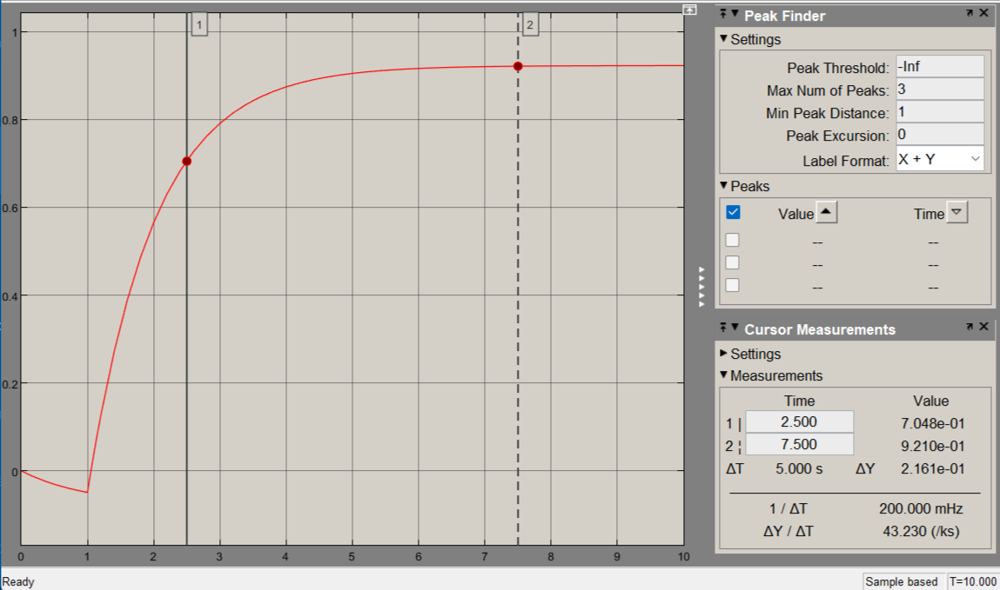 1
2
1
0.8
0.6
0.4
0.2
0
0 1 2 3 4 5 6 7 8 9 10
Peak Finder
Settings
Peak Threshold: -Inf
Max Num of Peaks: 3
Min Peak Distance: 1
Peak Excursion: 0
Label Format: X + Y
Peaks
Value Time
-- --
-- --
-- --
Cursor Measurements
Settings
Measurements
Time Value
1 | 2.500 7.048e-01
2 ¦ 7.500 9.210e-01
ΔT 5.000 s ΔY 2.161e-01
1 / ΔT 200.000 mHz
ΔY / ΔT 43.230 (/ks)
Ready Sample based T=10.000